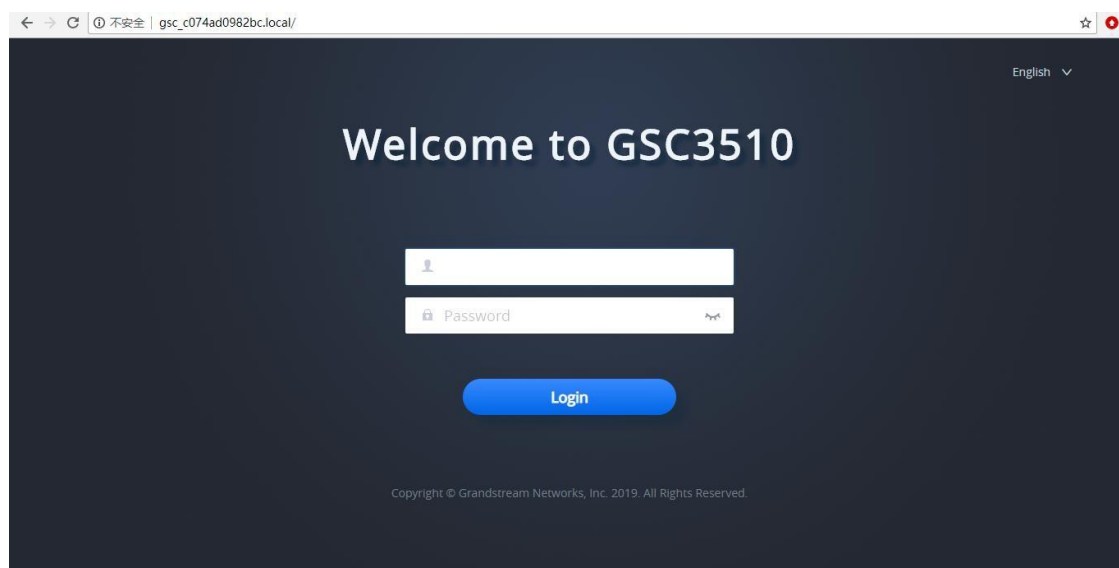 不安全 | gsc_c074ad0982bc.local/
English
Welcome to GSC3510
Password
Login
Copyright © Grandstream Networks, Inc. 2019. All Rights Reserved.